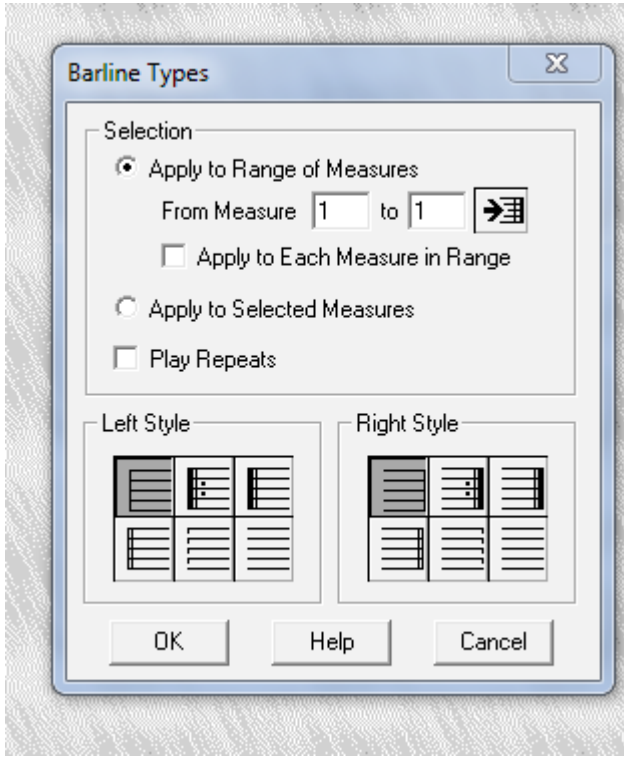 Barline Types
Selection
Apply to Range of Measures
From Measure 1 to 1
Apply to Each Measure in Range
Apply to Selected Measures
Play Repeats
Left Style Right Style
OK Help Cancel